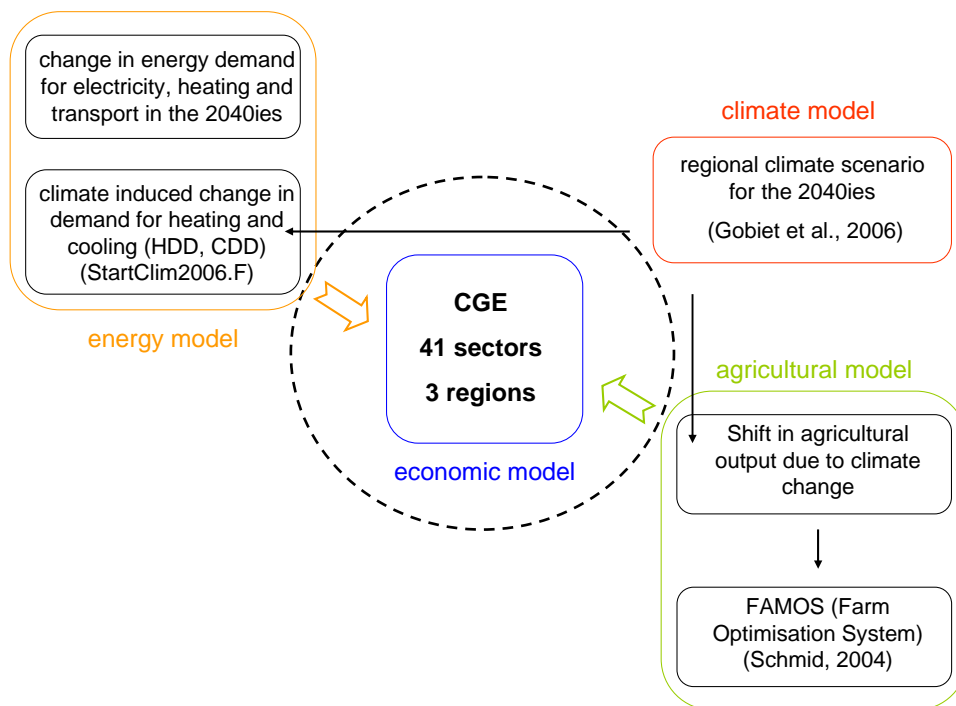 change in energy demand
for electricity, heating and
transport in the 2040ies
climate induced change in
demand for heating and
cooling (HDD, CDD)
(StartClim2006.F)
energy model
climate model
regional climate scenario
for the 2040ies
(Gobiet et al., 2006)
CGE
41 sectors
3 regions
economic model
agricultural model
Shift in agricultural
output due to climate
change
FAMOS (Farm
Optimisation System)
(Schmid, 2004)